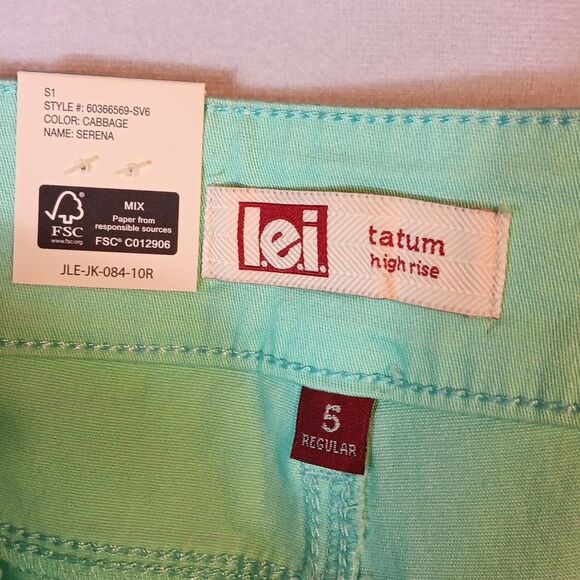 S1
STYLE #: 60366569-SV6
COLOR: CABBAGE
NAME: SERENA
FSC
www.fsc.org
MIX
Paper from
responsible sources
FSC® C012906
JLE-JK-084-10R
l.e.i.
tatum
high rise
5
REGULAR